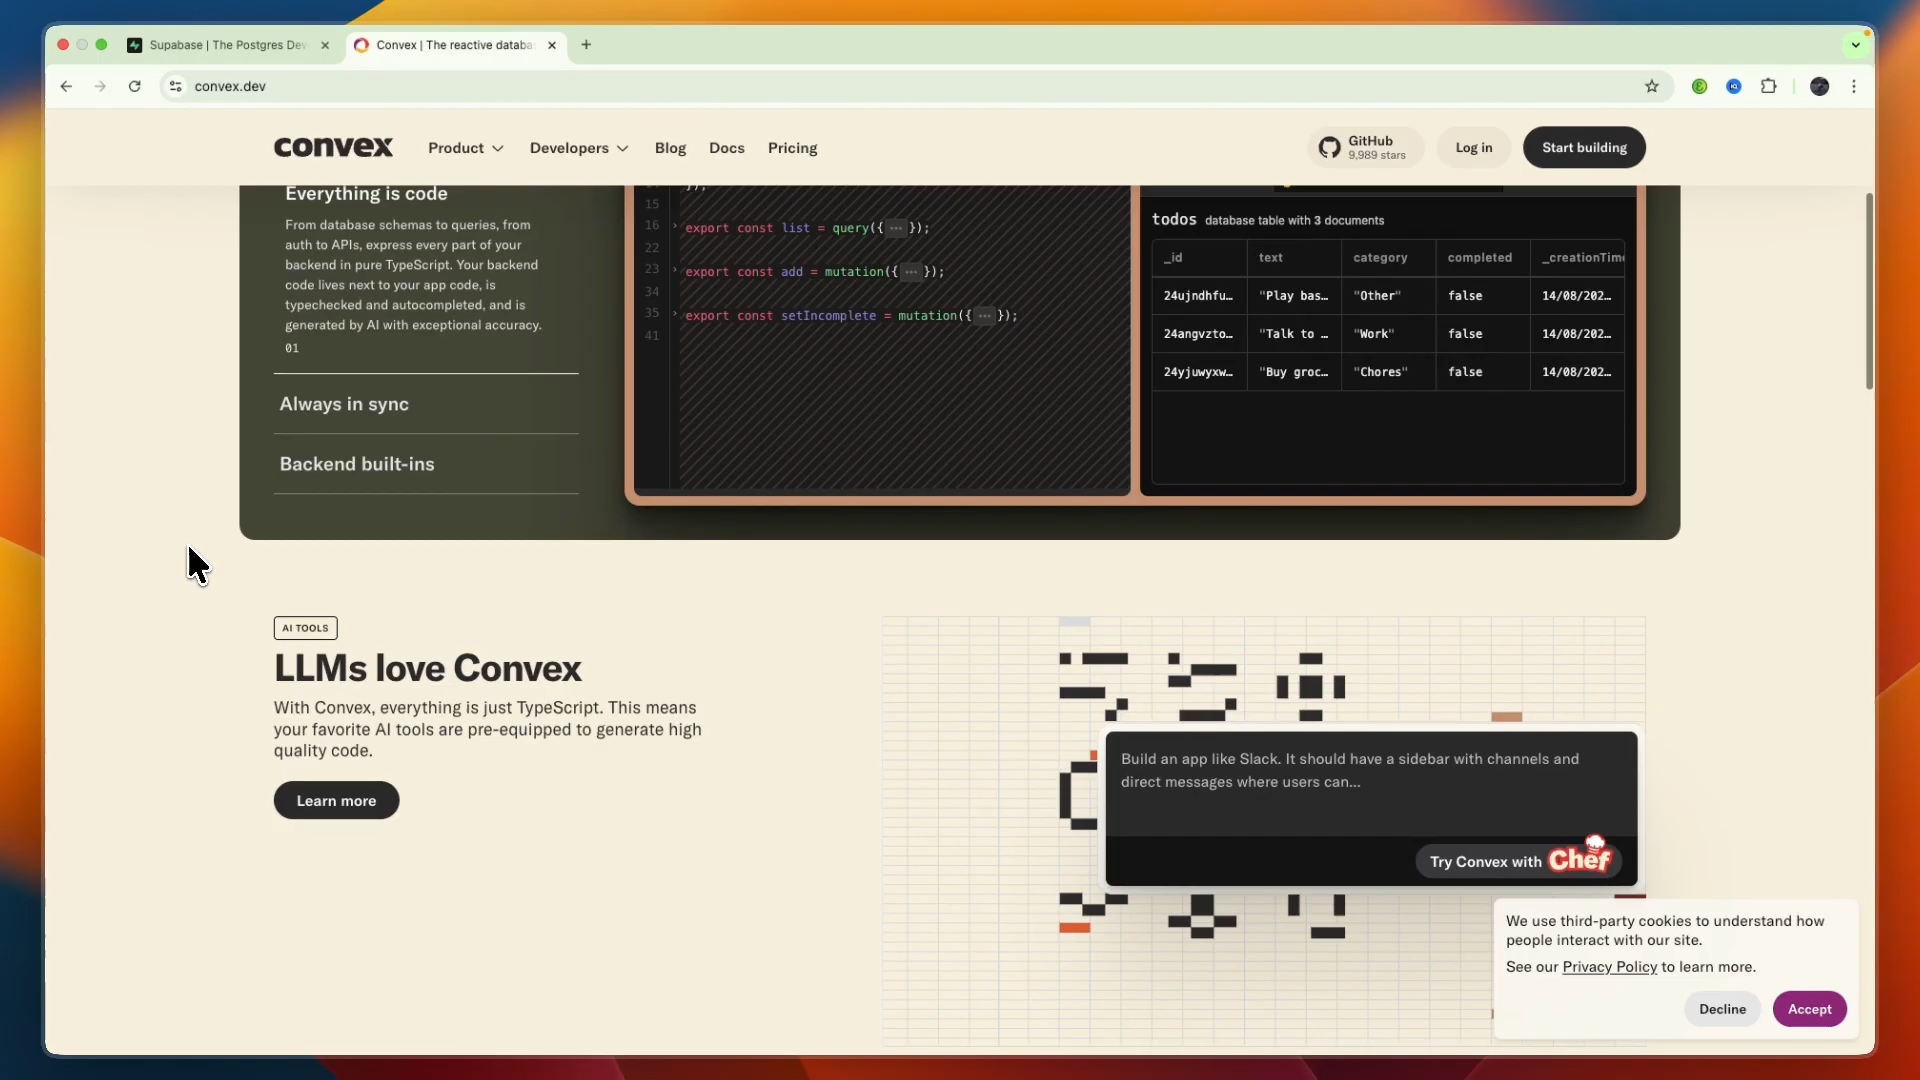 Supabase | The Postgres Dev
Convex | The reactive databa
convex.dev
convex
Product
Developers
Blog
Docs
Pricing
GitHub
9,989 stars
Log in
Start building
Everything is code
From database schemas to queries, from
auth to APIs, express every part of your
backend in pure TypeScript. Your backend
code lives next to your app code, is
typechecked and autocompleted, and is
generated by AI with exceptional accuracy.
01
Always in sync
Backend built-ins
});
15
16 › export const list = query({ ··· });
22
23 › export const add = mutation({ ··· });
34
35 › export const setIncomplete = mutation({ ··· });
41
todos database table with 3 documents
_id text category completed _creationTim
24ujndhfu… "Play bas… "Other" false 14/08/202…
24angvzto… "Talk to … "Work" false 14/08/202…
24yjuwyxw… "Buy groc… "Chores" false 14/08/202…
AI TOOLS
LLMs love Convex
With Convex, everything is just TypeScript. This means
your favorite AI tools are pre-equipped to generate high
quality code.
Learn more
Build an app like Slack. It should have a sidebar with channels and
direct messages where users can...
Try Convex with Chef
We use third-party cookies to understand how
people interact with our site.
See our Privacy Policy to learn more.
Decline
Accept